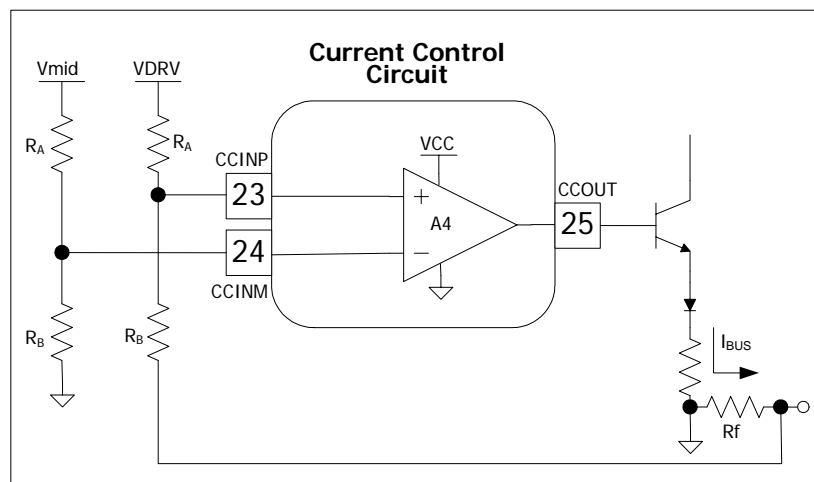 Current Control
Circuit
Vmid
VDRV
RA
RA
CCINP
23
VCC
+
A4
CCOUT
25
24
−
CCINM
RB
RB
IBUS
Rf